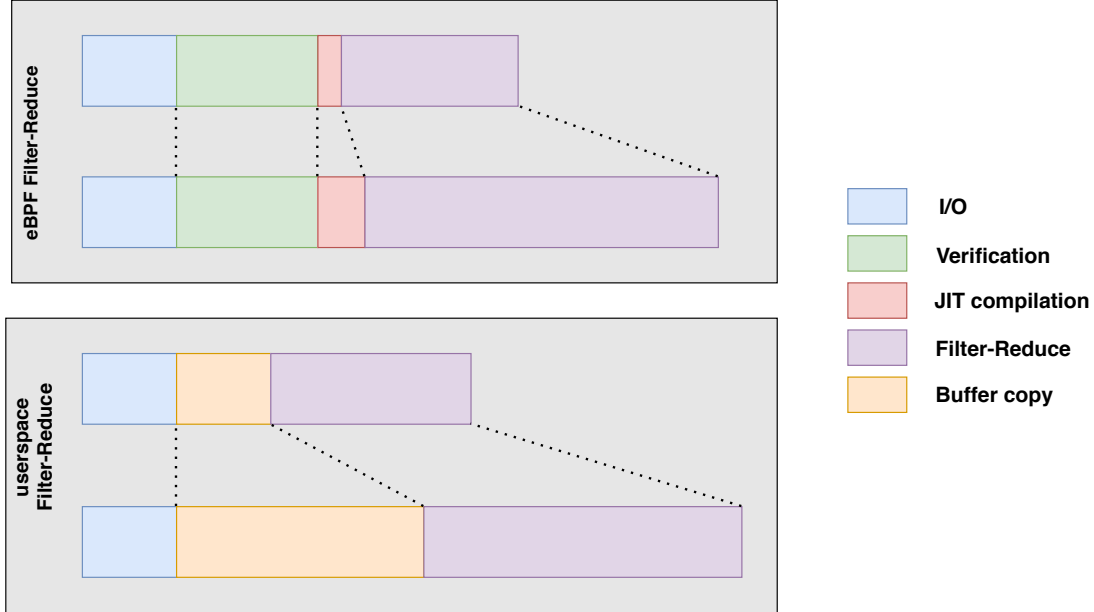 eBPF Filter-Reduce
userspace
Filter-Reduce
I/O
Verification
JIT compilation
Filter-Reduce
Buffer copy